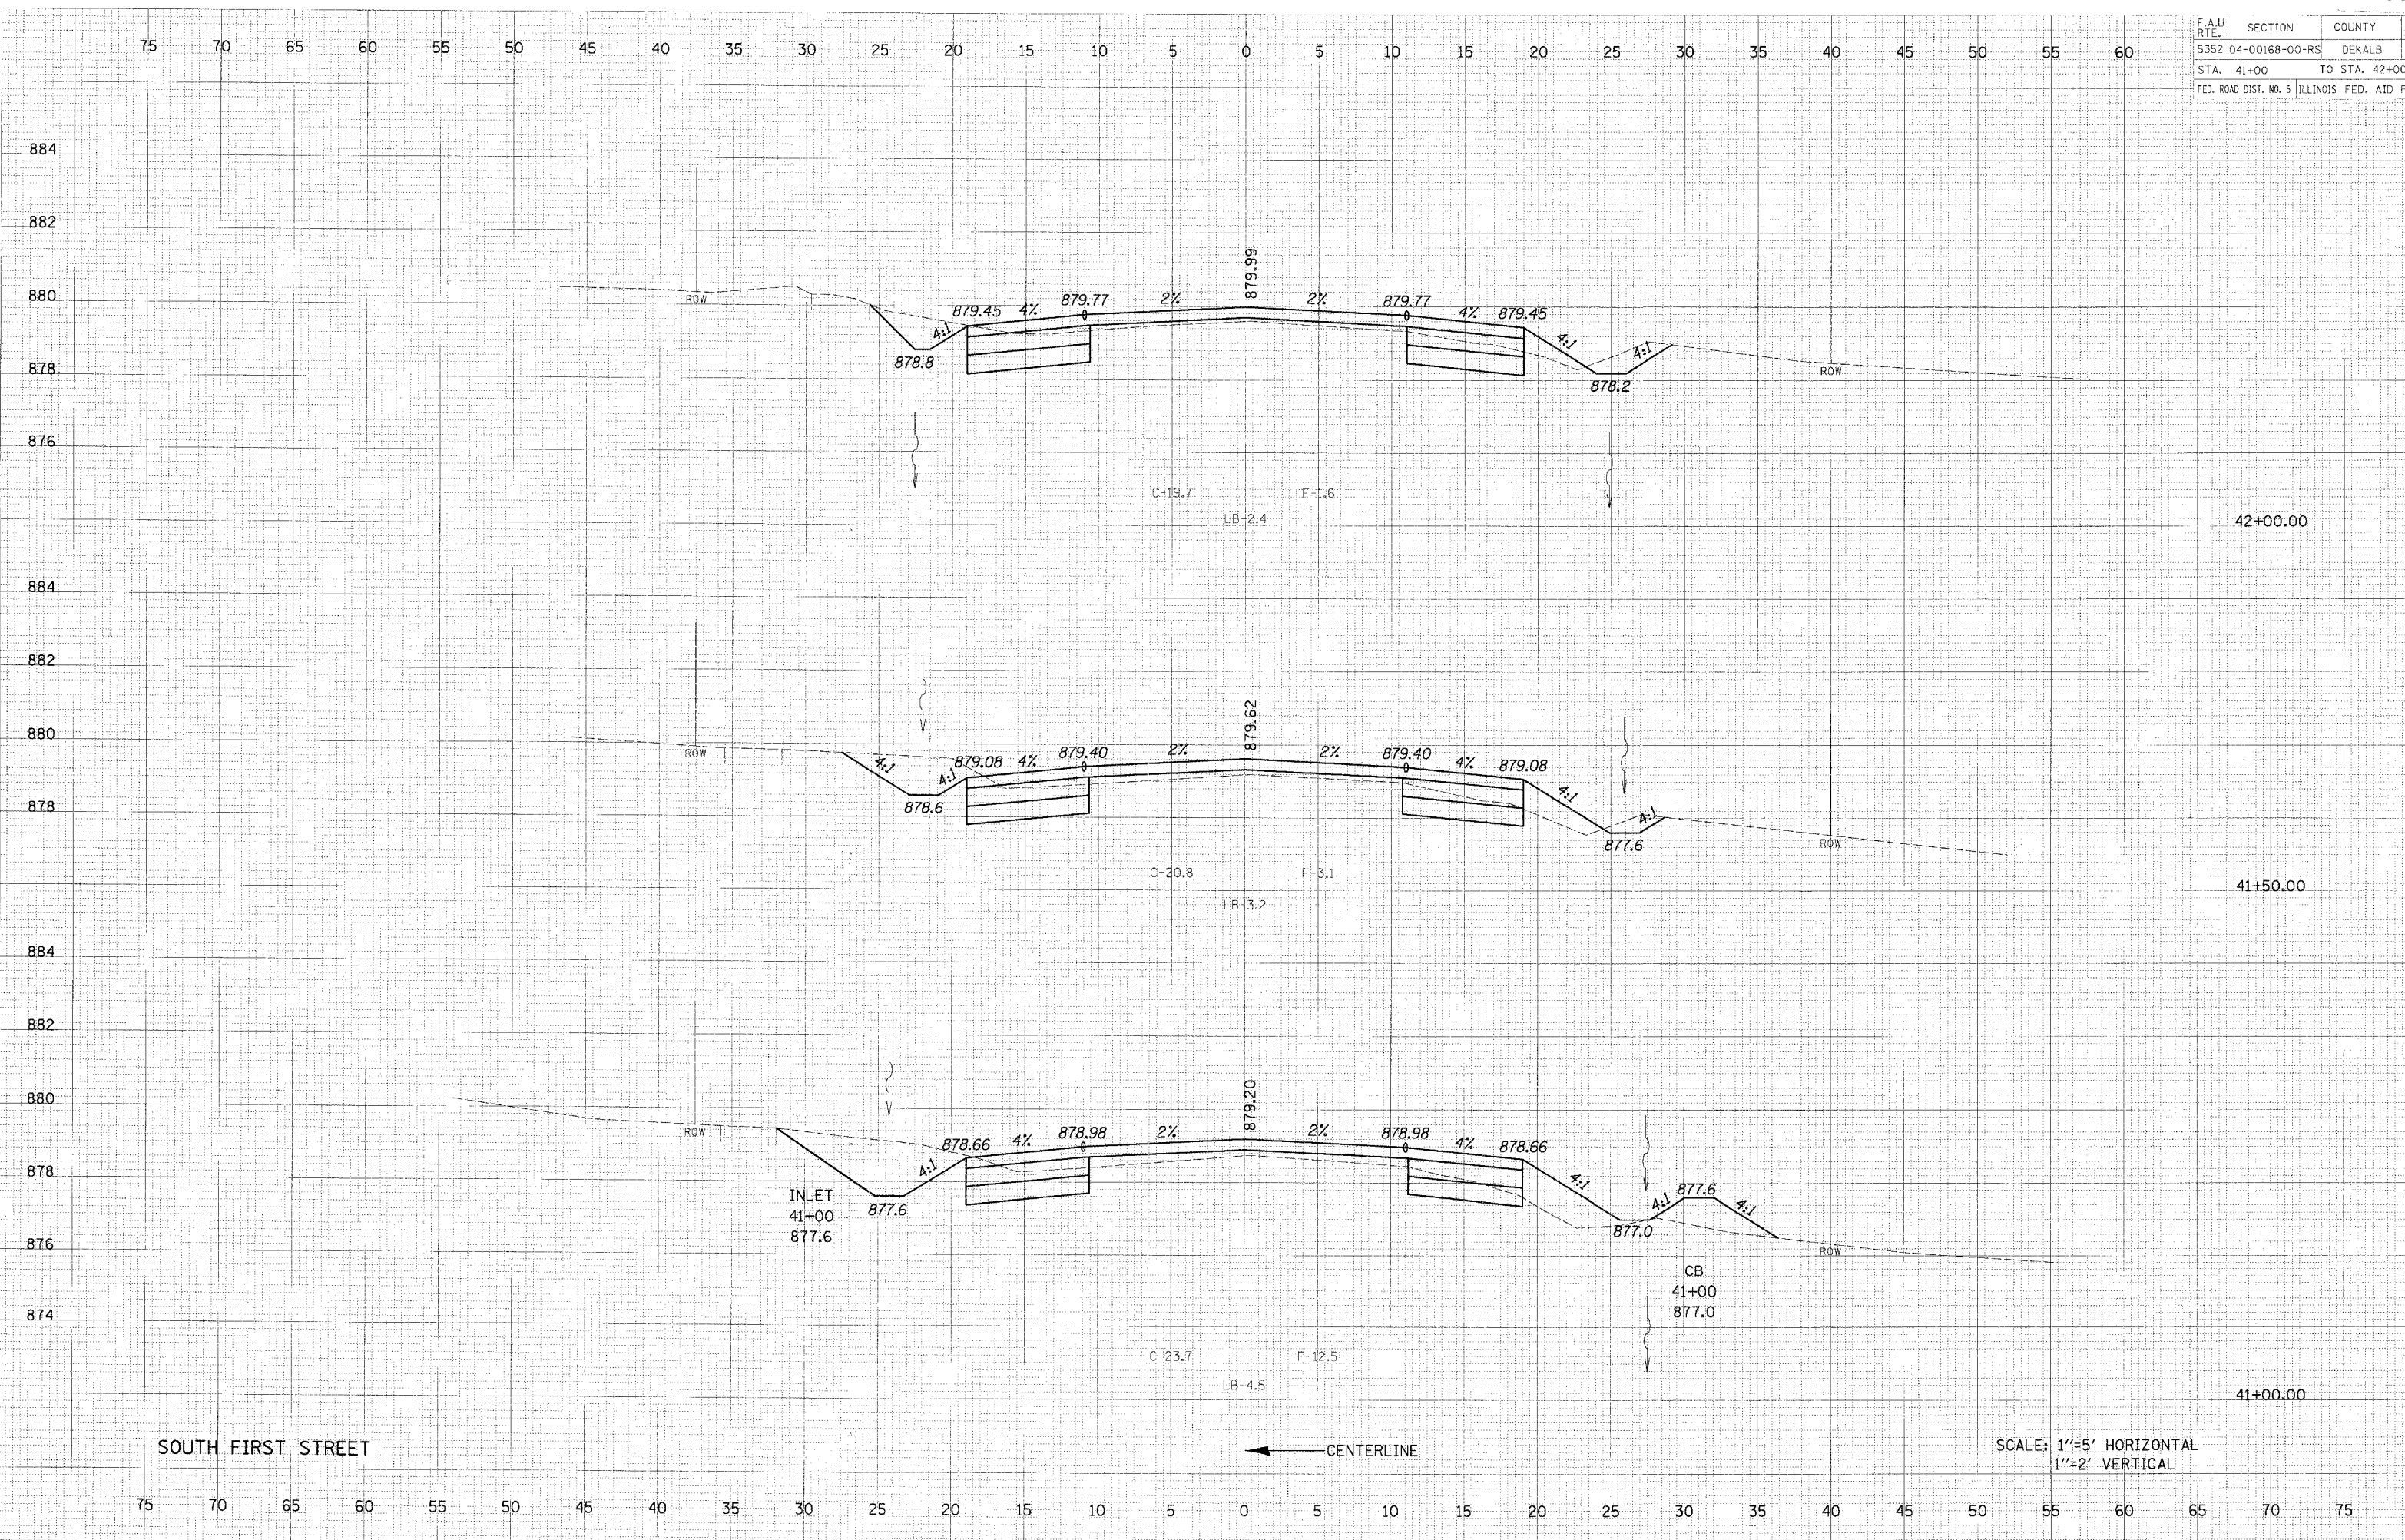 F.A.U. RTE. SECTION COUNTY
5352 04-00168-00-RS DEKALB
STA. 41+00 TO STA. 42+00
FED. ROAD DIST. NO. 5 ILLINOIS FED. AID
75 70 65 60 55 50 45 40 35 30 25 20 15 10 5 0 5 10 15 20 25 30 35 40 45 50 55 60
884
882
880
878
876
879.99
ROW 879.45 4% 879.77 2% 2% 879.77 4% 879.45
4:1 4:1 4:1
878.8 878.2 ROW
C-19.7 F-1.6
LB-2.4
42+00.00
884
882
880
878
879.62
ROW 4:1 4:1 879.08 4% 879.40 2% 2% 879.40 4% 879.08
878.6 4:1 4:1
877.6 ROW
C-20.8 F-3.1
LB-3.2
41+50.00
884
882
880
878
876
874
879.20
ROW 878.66 4% 878.98 2% 2% 878.98 4% 878.66
4:1 4:1 4:1 877.6 4:1
INLET
41+00
877.6
877.6
877.0
ROW
CB
41+00
877.0
C-23.7 F-12.5
LB-4.5
41+00.00
SOUTH FIRST STREET
CENTERLINE
SCALE: 1"=5' HORIZONTAL
1"=2' VERTICAL
75 70 65 60 55 50 45 40 35 30 25 20 15 10 5 0 5 10 15 20 25 30 35 40 45 50 55 60 65 70 75